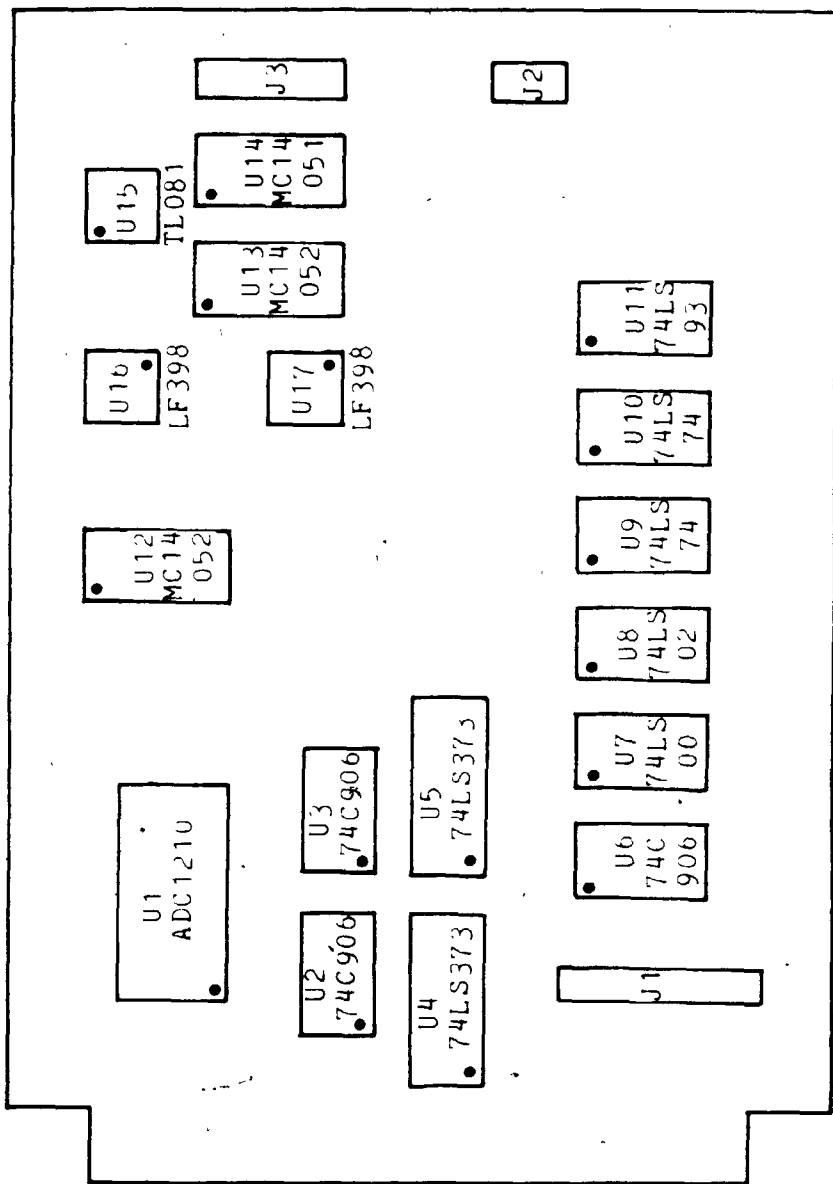 J3
J2
U14
MC14
051
U15
TL081
U13
MC14
052
U16
LF398
U17
LF398
U11
74LS
93
U10
74LS
74
U9
74LS
74
U12
MC14
052
U8
74LS
02
U7
74LS
00
U3
74C906
U5
74LS373
U1
ADC1210
U6
74C
906
U2
74C906
U4
74LS373
J1